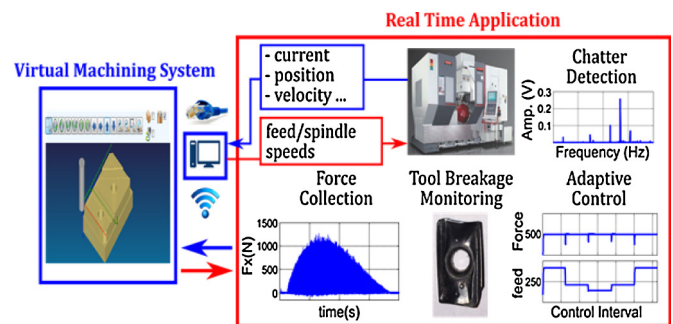 Real Time Application
Virtual Machining System
- current
- position
- velocity ...
feed/spindle
speeds
Chatter
Detection
Amp. (V)
0.3
0.2
0.1
Frequency (Hz)
Force
Collection
Fx(N)
1500
1000
500
0
time(s)
Tool Breakage
Monitoring
Adaptive
Control
Force
500
feed
250
Control Interval